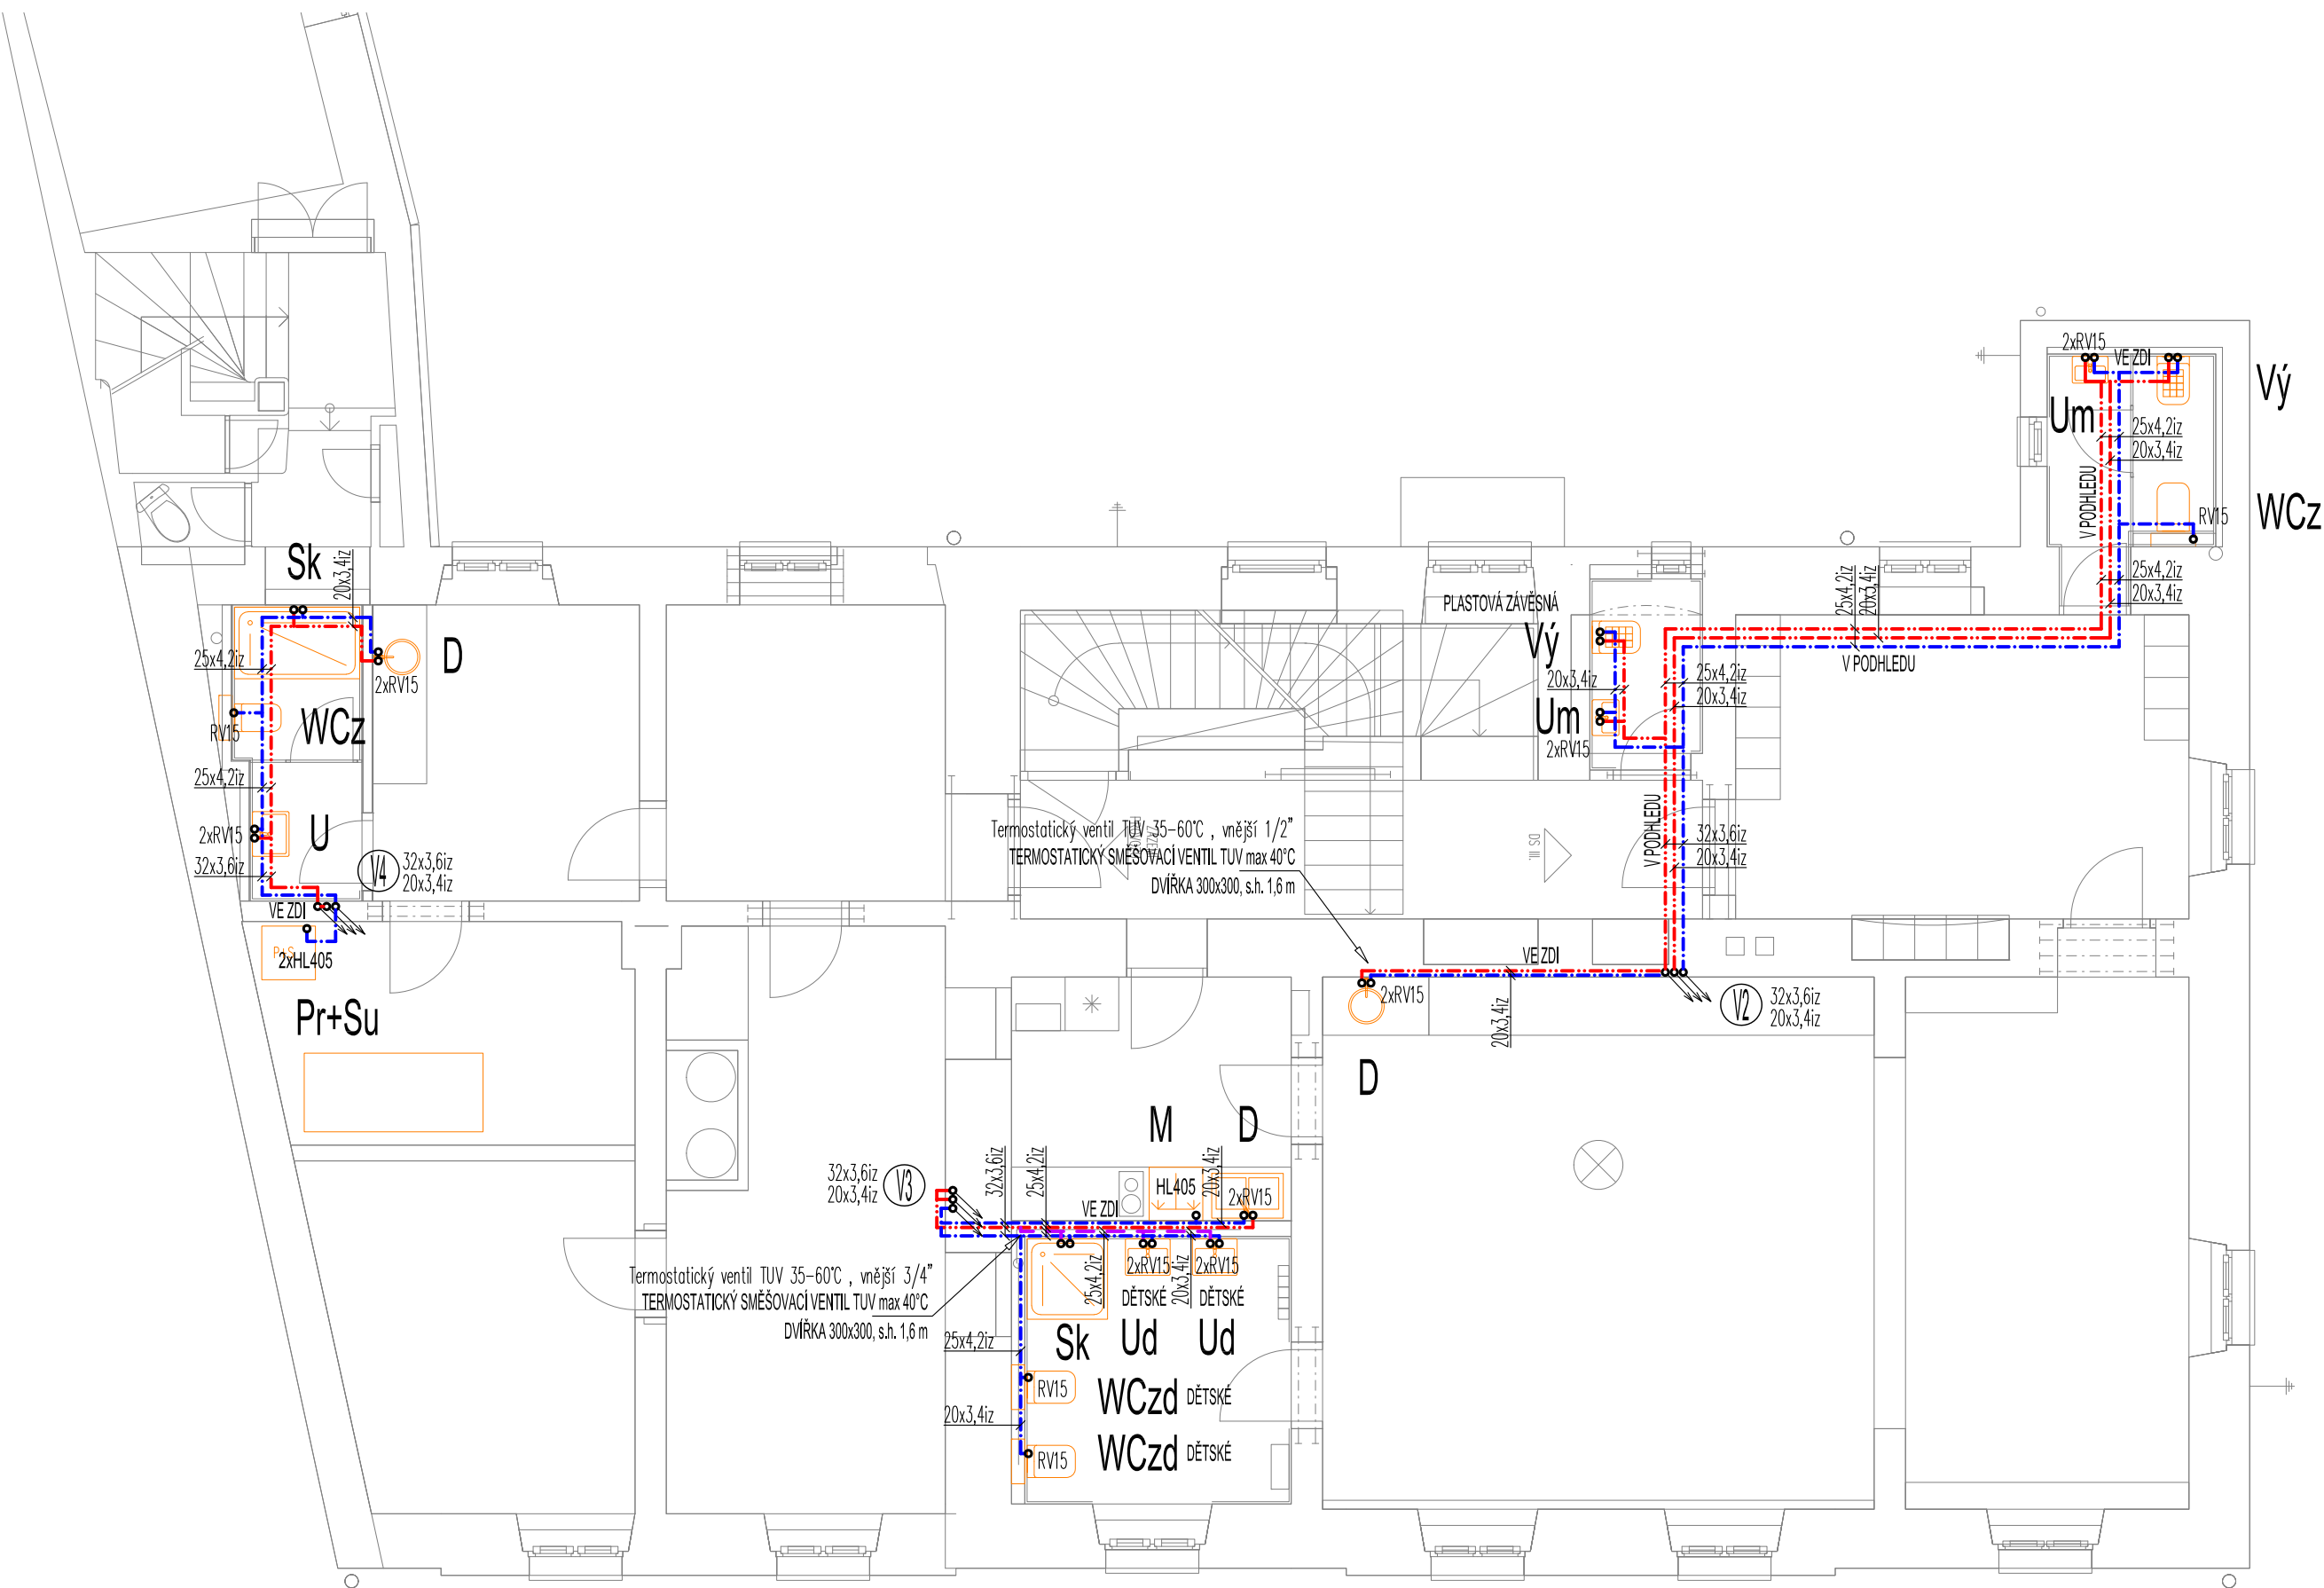 2xRV15
VE ZDI
Vý
Um
25x4,2iz
20x3,4iz
V PODHLEDU
WCz
RV15
25x4,2iz
20x3,4iz
25x4,2iz
20x3,4iz
V PODHLEDU
Sk
20x3,4iz
D
25x4,2iz
2xRV15
WCz
RV15
25x4,2iz
2xRV15
U
32x3,6iz
V4
32x3,6iz
20x3,4iz
VE ZDI
P+S
2xHL405
Pr+Su
PLASTOVÁ ZÁVĚSNÁ
Vý
20x3,4iz
Um
2xRV15
25x4,2iz
20x3,4iz
V PODHLEDU
32x3,6iz
20x3,4iz
Termostatický ventil TUV 35-60°C , vnější 1/2"
TERMOSTATICKÝ SMĚŠOVACÍ VENTIL TUV max 40°C
DVÍŘKA 300x300, s.h. 1,6 m
DS III.
VE ZDI
2xRV15
20x3,4iz
V2
32x3,6iz
20x3,4iz
D
M
D
32x3,6iz
20x3,4iz
V3
32x3,6iz
25x4,2iz
VE ZDI
HL405
20x3,4iz
2xRV15
Termostatický ventil TUV 35-60°C , vnější 3/4"
TERMOSTATICKÝ SMĚŠOVACÍ VENTIL TUV max 40°C
DVÍŘKA 300x300, s.h. 1,6 m
25x4,2iz
2xRV15
20x3,4iz
2xRV15
DĚTSKÉ
DĚTSKÉ
Sk
Ud
Ud
25x4,2iz
RV15
WCzd DĚTSKÉ
20x3,4iz
RV15
WCzd DĚTSKÉ